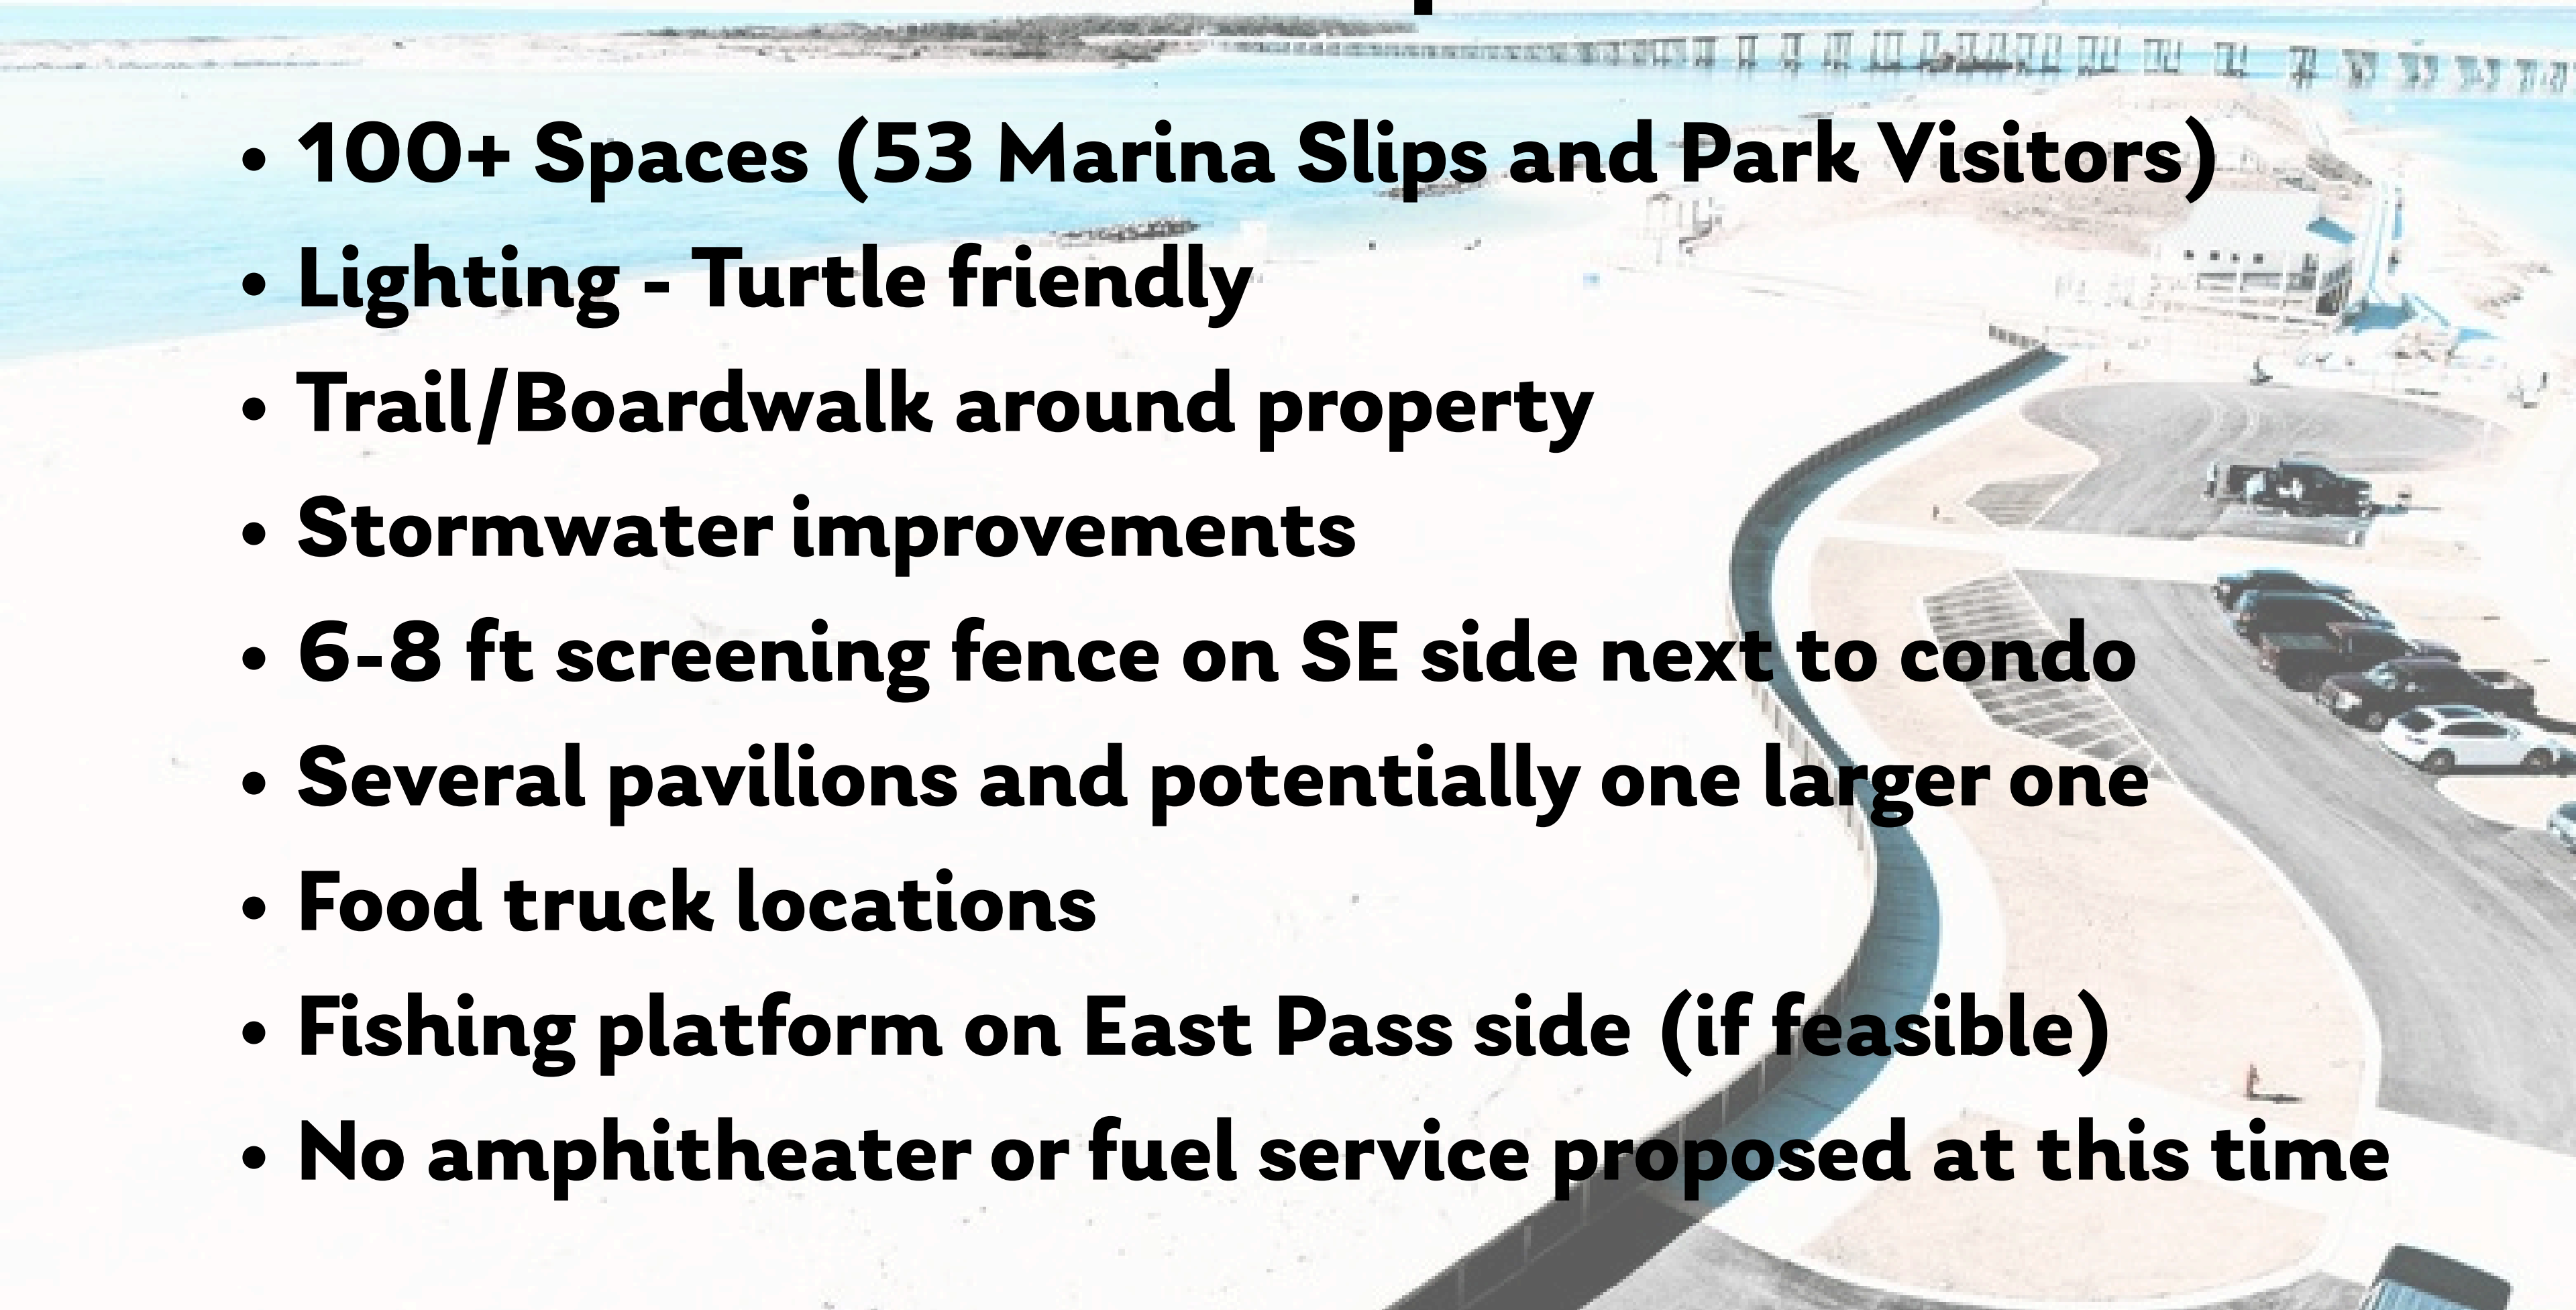 • 100+ Spaces (53 Marina Slips and Park Visitors)
• Lighting - Turtle friendly
• Trail/Boardwalk around property
• Stormwater improvements
• 6-8 ft screening fence on SE side next to condo
• Several pavilions and potentially one larger one
• Food truck locations
• Fishing platform on East Pass side (if feasible)
• No amphitheater or fuel service proposed at this time